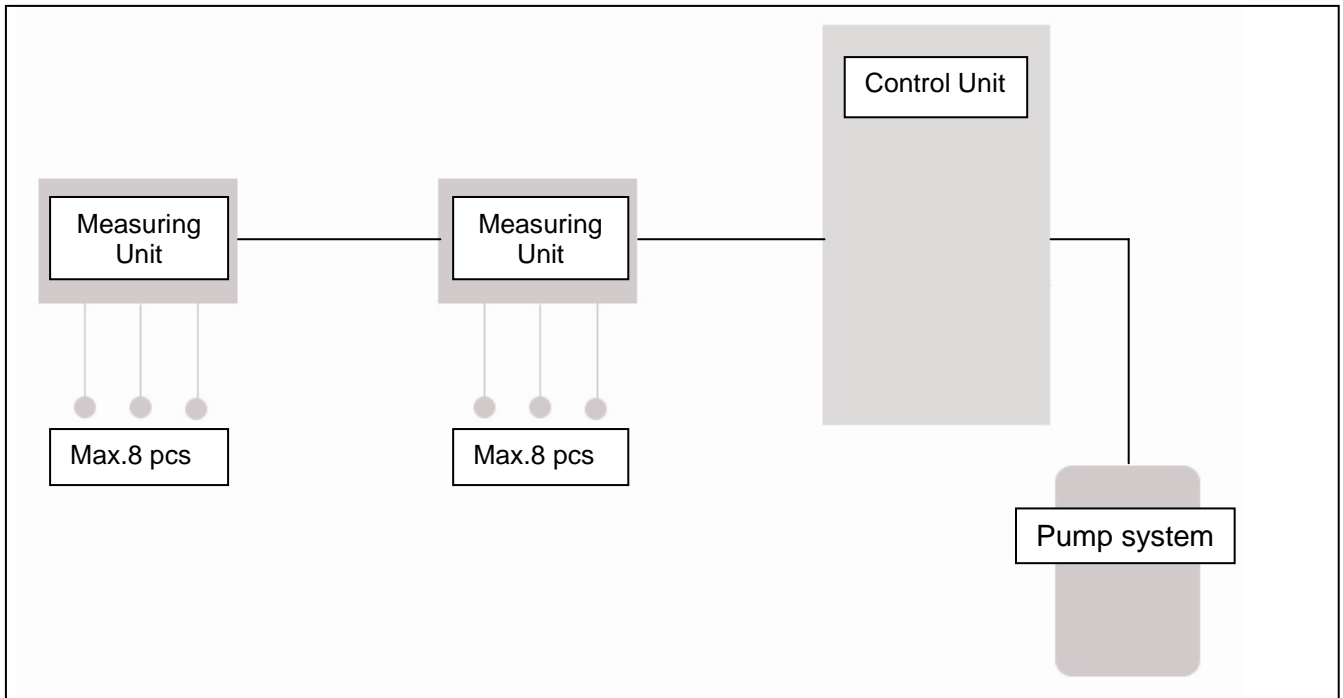 Control Unit
Measuring
Unit
Measuring
Unit
Max.8 pcs
Max.8 pcs
Pump system